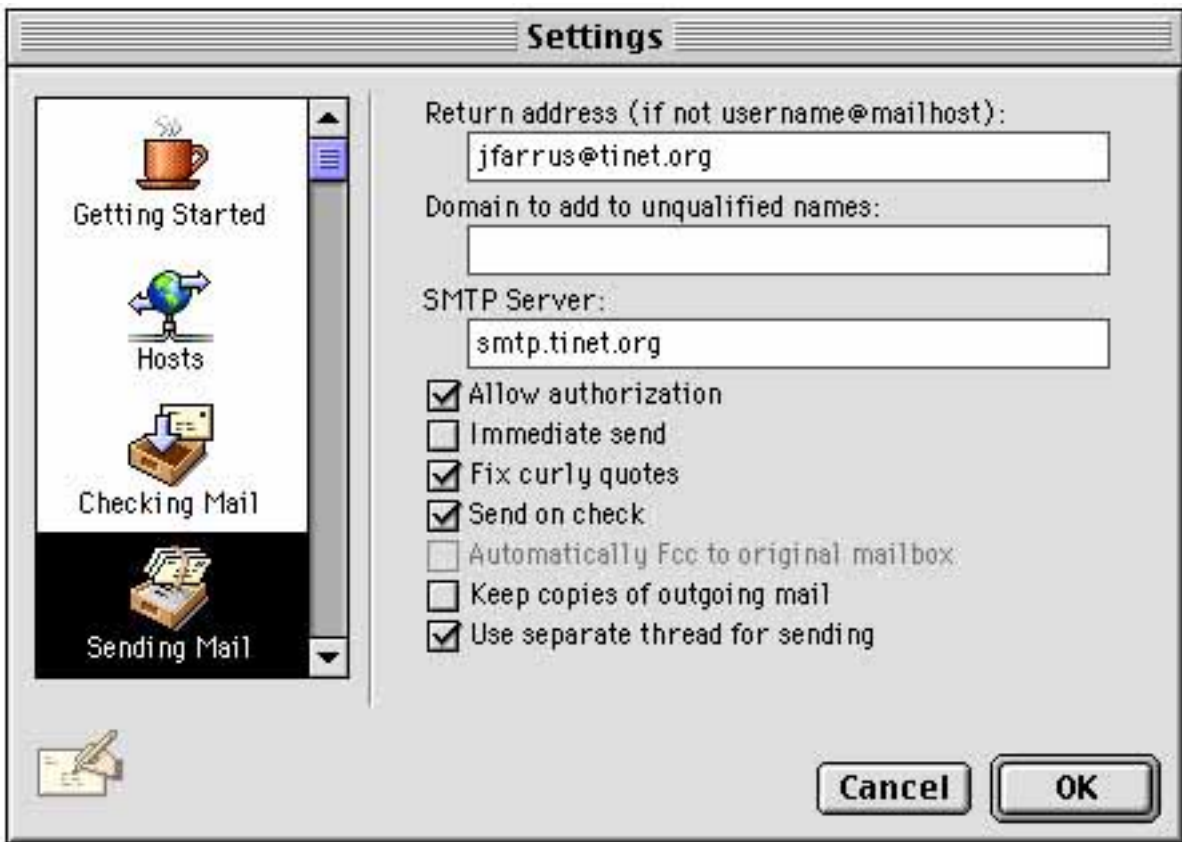 Settings
Getting Started
Hosts
Checking Mail
Sending Mail
Return address (if not username@mailhost):
jfarrus@tinet.org
Domain to add to unqualified names:
SMTP Server:
smtp.tinet.org
Allow authorization
Immediate send
Fix curly quotes
Send on check
Automatically Fcc to original mailbox
Keep copies of outgoing mail
Use separate thread for sending
Cancel
OK